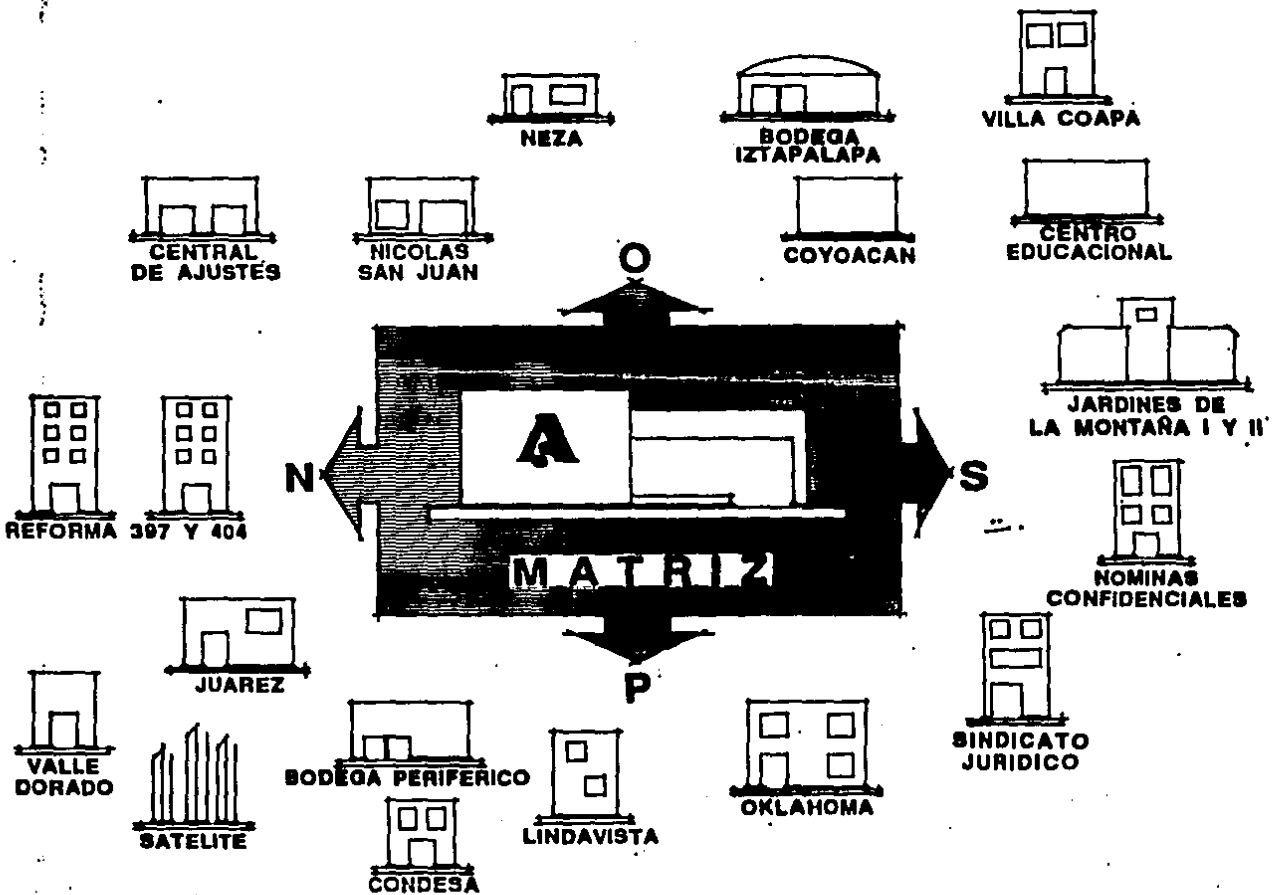 VILLA COAPA
NEZA
BODEGA
IZTAPALAPA
CENTRAL
DE AJUSTES
NICOLAS
SAN JUAN
COYOACAN
CENTRO
EDUCACIONAL
O
JARDINES DE
LA MONTAÑA I Y II
A
N
S
REFORMA 397 Y 404
MATRIZ
NOMINAS
CONFIDENCIALES
JUAREZ
P
SINDICATO
JURIDICO
VALLE
DORADO
BODEGA PERIFERICO
OKLAHOMA
SATELITE
LINDAVISTA
CONDESA